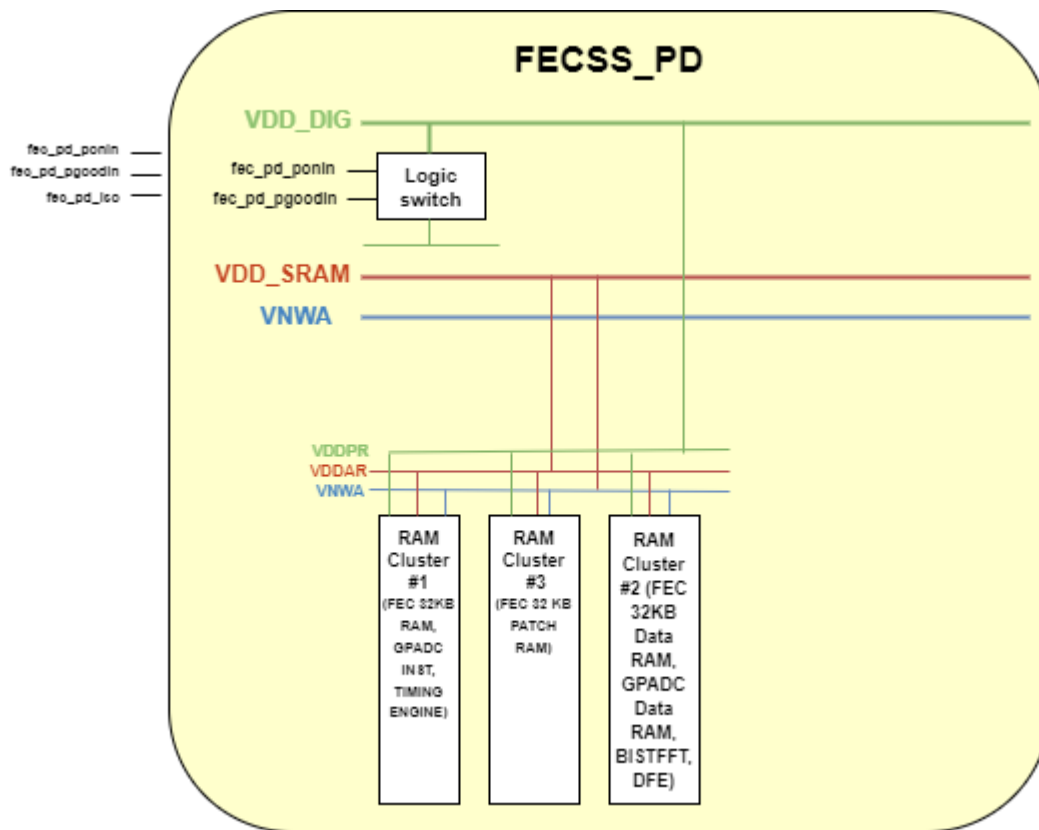 FECSS_PD
VDD_DIG
fec_pd_ponin
fec_pd_pgoodin
fec_pd_iso
fec_pd_ponin
fec_pd_pgoodin
Logic
switch
VDD_SRAM
VNWA
VDDPR
VDDAR
VNWA
RAM
Cluster
#1
(FEC 32KB
RAM,
GPADC
INST,
TIMING
ENGINE)
RAM
Cluster
#3
(FEC 32 KB
PATCH
RAM)
RAM
Cluster
#2 (FEC
32KB
Data
RAM,
GPADC
Data
RAM,
BISTFFT,
DFE)